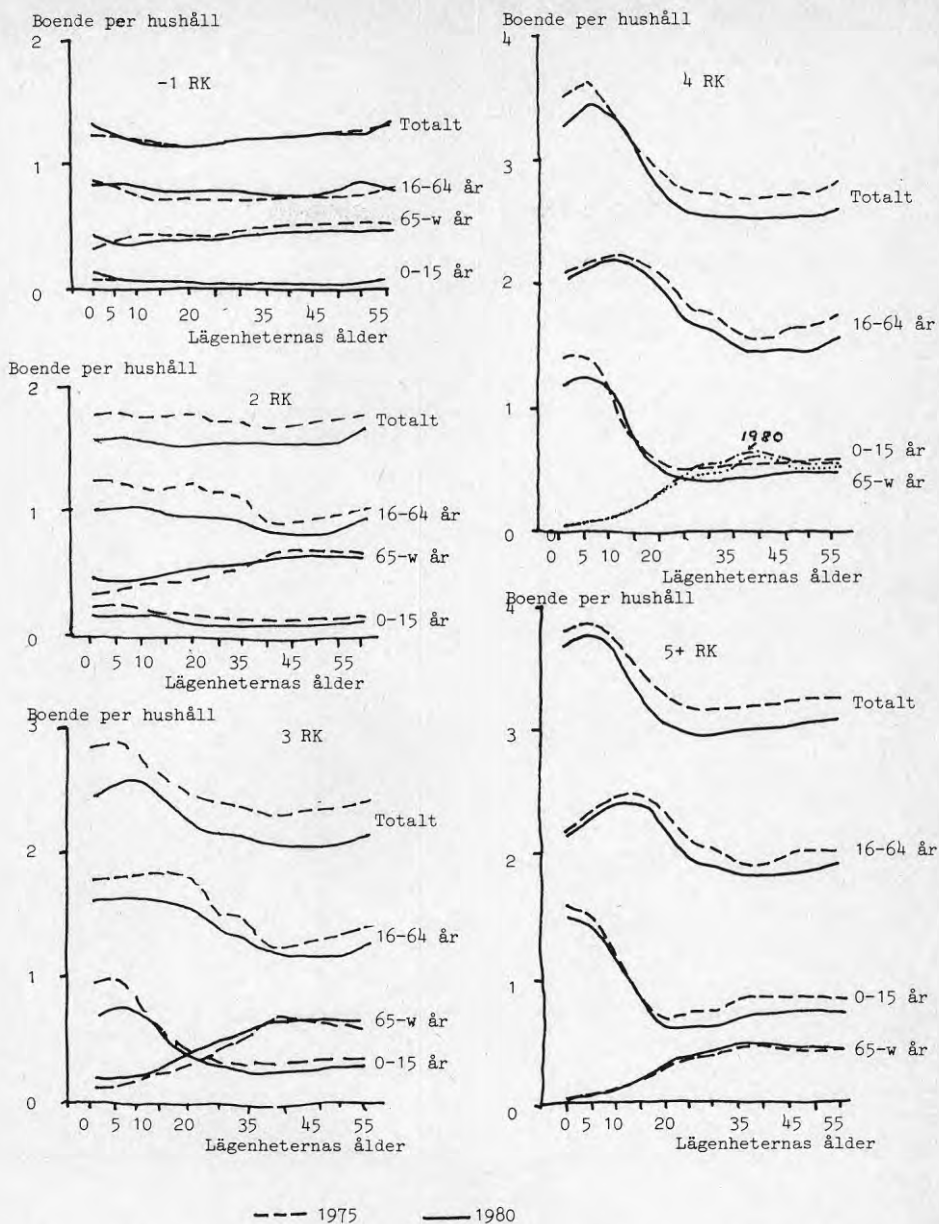 Boende per hushåll
2
-1 RK
Totalt
1
16-64 år
65-w år
0-15 år
0
0 5 10 20 35 45 55
Lägenheternas ålder
Boende per hushåll
2
2 RK
Totalt
1
16-64 år
65-w år
0-15 år
0
0 5 10 20 35 45 55
Lägenheternas ålder
Boende per hushåll
3
3 RK
Totalt
2
16-64 år
1
65-w år
0-15 år
0
0 5 10 20 35 45 55
Lägenheternas ålder
Boende per hushåll
4
4 RK
3
Totalt
2
16-64 år
1
1980
0-15 år
65-w år
0
0 5 10 20 35 45 55
Lägenheternas ålder
Boende per hushåll
4
5+ RK
Totalt
3
2
16-64 år
1
0-15 år
65-w år
0
0 5 10 20 35 45 55
Lägenheternas ålder
1975 1980